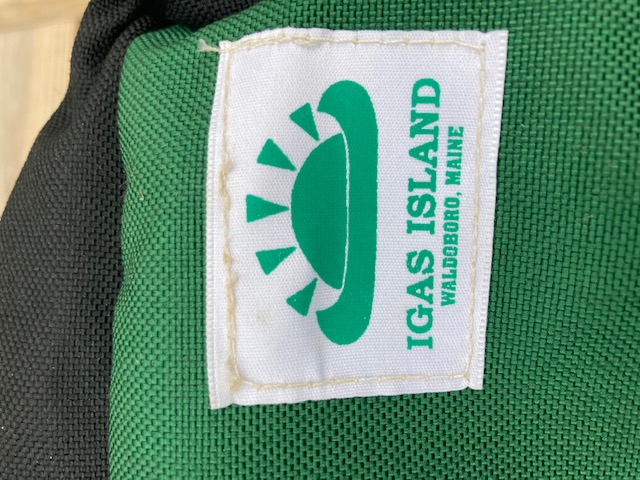 IGAS ISLAND
WALDOBORO, MAINE